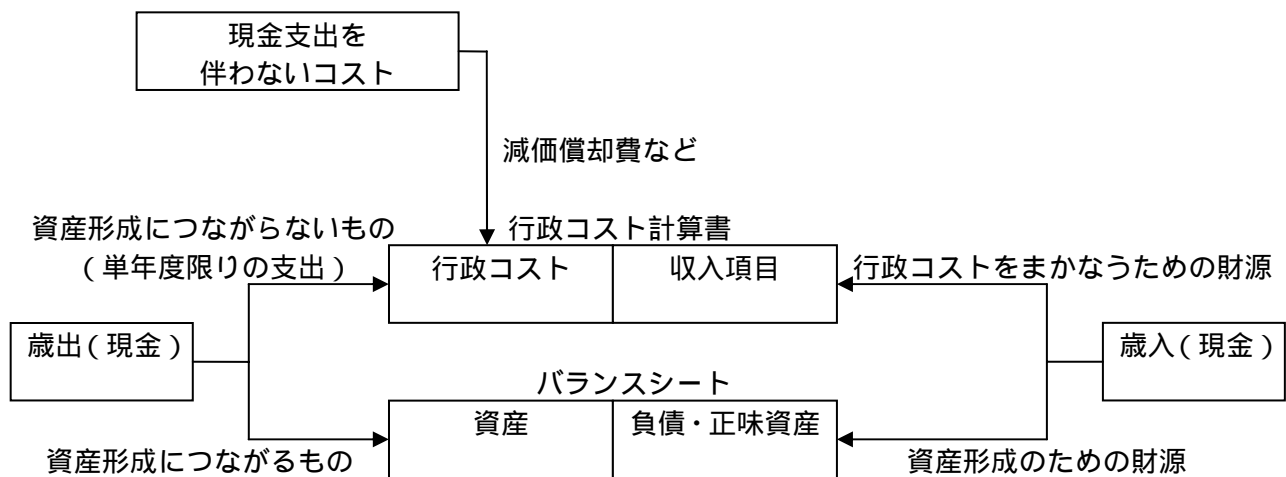 現金支出を
伴わないコスト
減価償却費など
資産形成につながらないもの
（単年度限りの支出）
行政コスト計算書
行政コスト
収入項目
行政コストをまかなうための財源
歳出（現金）
歳入（現金）
バランスシート
資産
負債・正味資産
資産形成につながるもの
資産形成のための財源